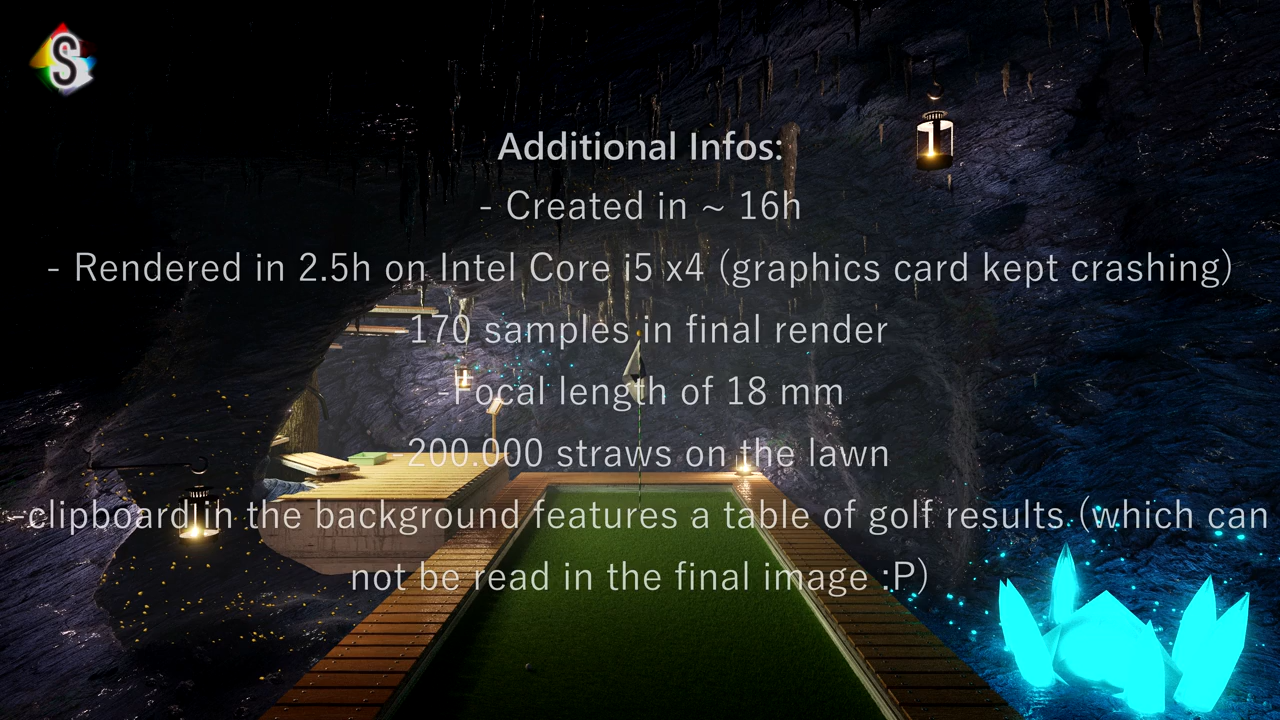 S
Additional Infos:
- Created in ~ 16h
- Rendered in 2.5h on Intel Core i5 x4 (graphics card kept crashing)
170 samples in final render
-Focal length of 18 mm
-200.000 straws on the lawn
-clipboard in the background features a table of golf results (which can
not be read in the final image :P)